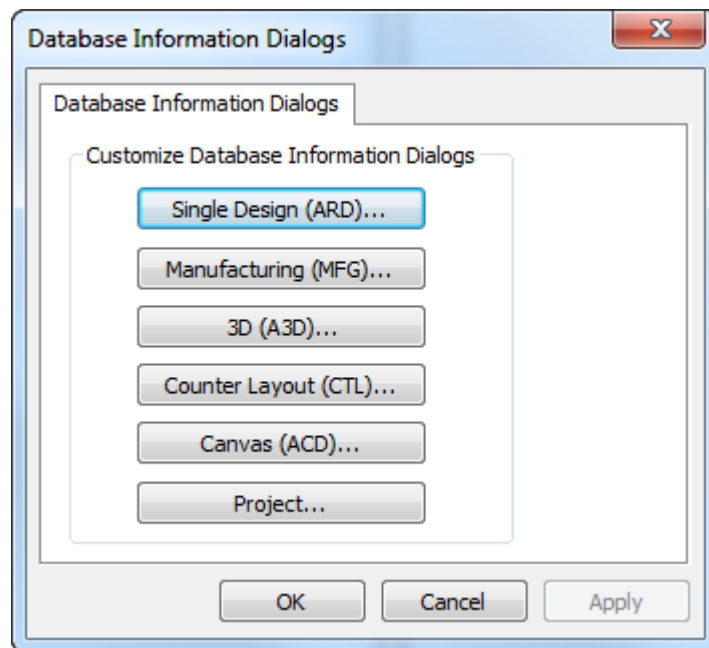 Database Information Dialogs
Database Information Dialogs
Customize Database Information Dialogs
Single Design (ARD)...
Manufacturing (MFG)...
3D (A3D)...
Counter Layout (CTL)...
Canvas (ACD)...
Project...
OK Cancel Apply